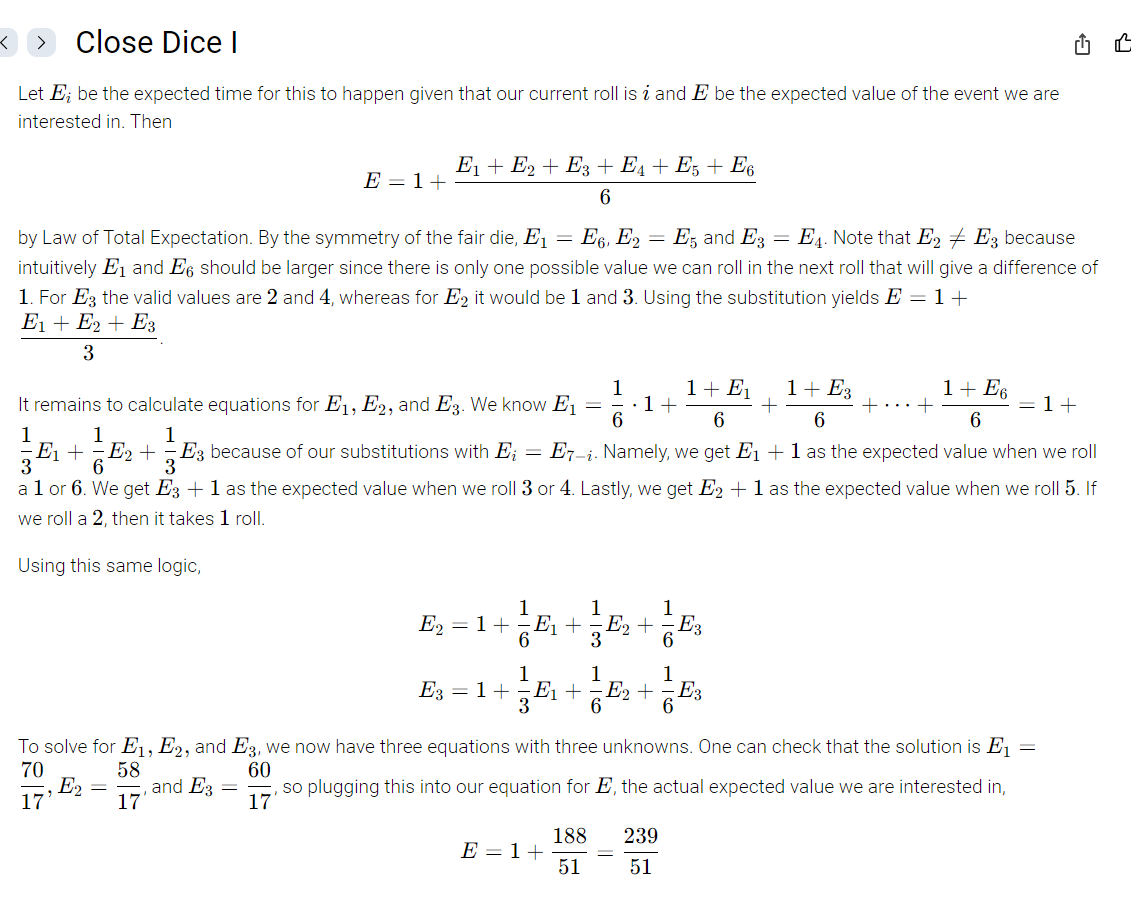 Close Dice I
Let E_i be the expected time for this to happen given that our current roll is i and E be the expected value of the event we are
interested in. Then
E = 1 + \frac{E_1 + E_2 + E_3 + E_4 + E_5 + E_6}{6}
by Law of Total Expectation. By the symmetry of the fair die, E_1 = E_6, E_2 = E_5 and E_3 = E_4. Note that E_2 ≠ E_3 because
intuitively E_1 and E_6 should be larger since there is only one possible value we can roll in the next roll that will give a difference of
1. For E_3 the valid values are 2 and 4, whereas for E_2 it would be 1 and 3. Using the substitution yields E = 1 +
\frac{E_1 + E_2 + E_3}{3}.
It remains to calculate equations for E_1, E_2, and E_3. We know E_1 = \frac{1}{6} · 1 + \frac{1 + E_1}{6} + \frac{1 + E_3}{6} + ⋯ + \frac{1 + E_6}{6} = 1 +
\frac{1}{3}E_1 + \frac{1}{6}E_2 + \frac{1}{3}E_3 because of our substitutions with E_i = E_{7−i}. Namely, we get E_1 + 1 as the expected value when we roll
a 1 or 6. We get E_3 + 1 as the expected value when we roll 3 or 4. Lastly, we get E_2 + 1 as the expected value when we roll 5. If
we roll a 2, then it takes 1 roll.
Using this same logic,
E_2 = 1 + \frac{1}{6}E_1 + \frac{1}{3}E_2 + \frac{1}{6}E_3
E_3 = 1 + \frac{1}{3}E_1 + \frac{1}{6}E_2 + \frac{1}{6}E_3
To solve for E_1, E_2, and E_3, we now have three equations with three unknowns. One can check that the solution is E_1 =
\frac{70}{17}, E_2 = \frac{58}{17}, and E_3 = \frac{60}{17}, so plugging this into our equation for E, the actual expected value we are interested in,
E = 1 + \frac{188}{51} = \frac{239}{51}